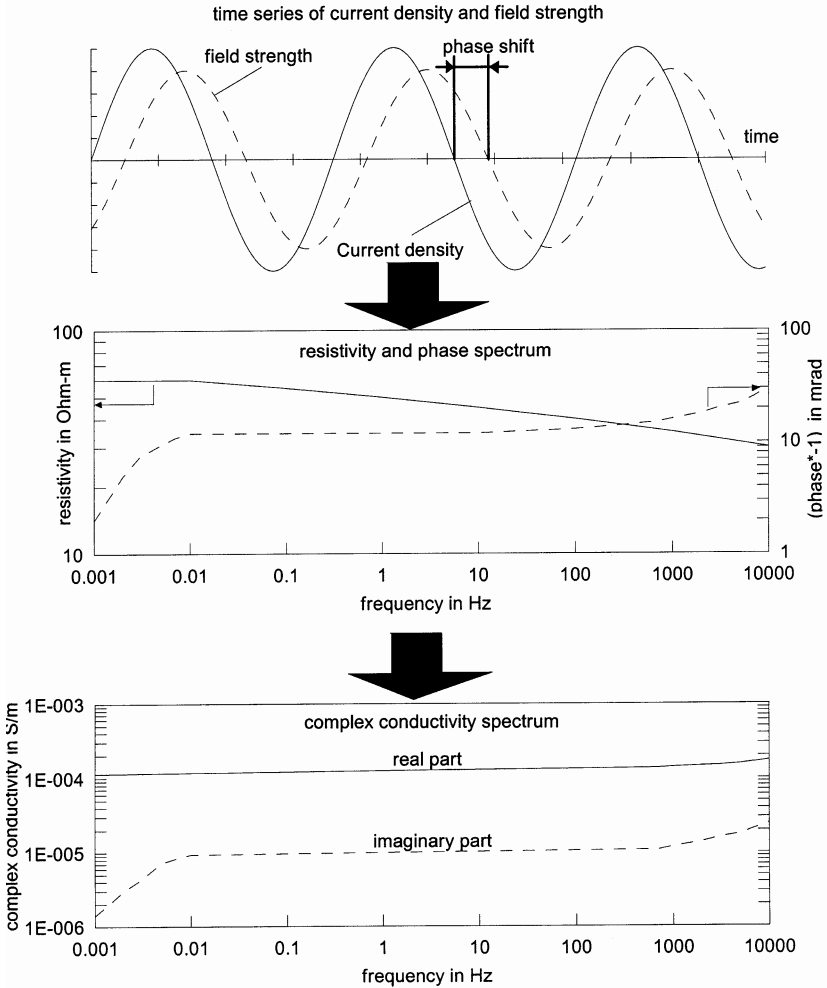 time series of current density and field strength
field strength
phase shift
time
Current density
100
100
resistivity and phase spectrum
resistivity in Ohm-m
10
(phase*-1) in mrad
10
1
0.001 0.01 0.1 1 10 100 1000 10000
frequency in Hz
1E-003
complex conductivity spectrum
complex conductivity in S/m
real part
1E-004
imaginary part
1E-005
1E-006
0.001 0.01 0.1 1 10 100 1000 10000
frequency in Hz